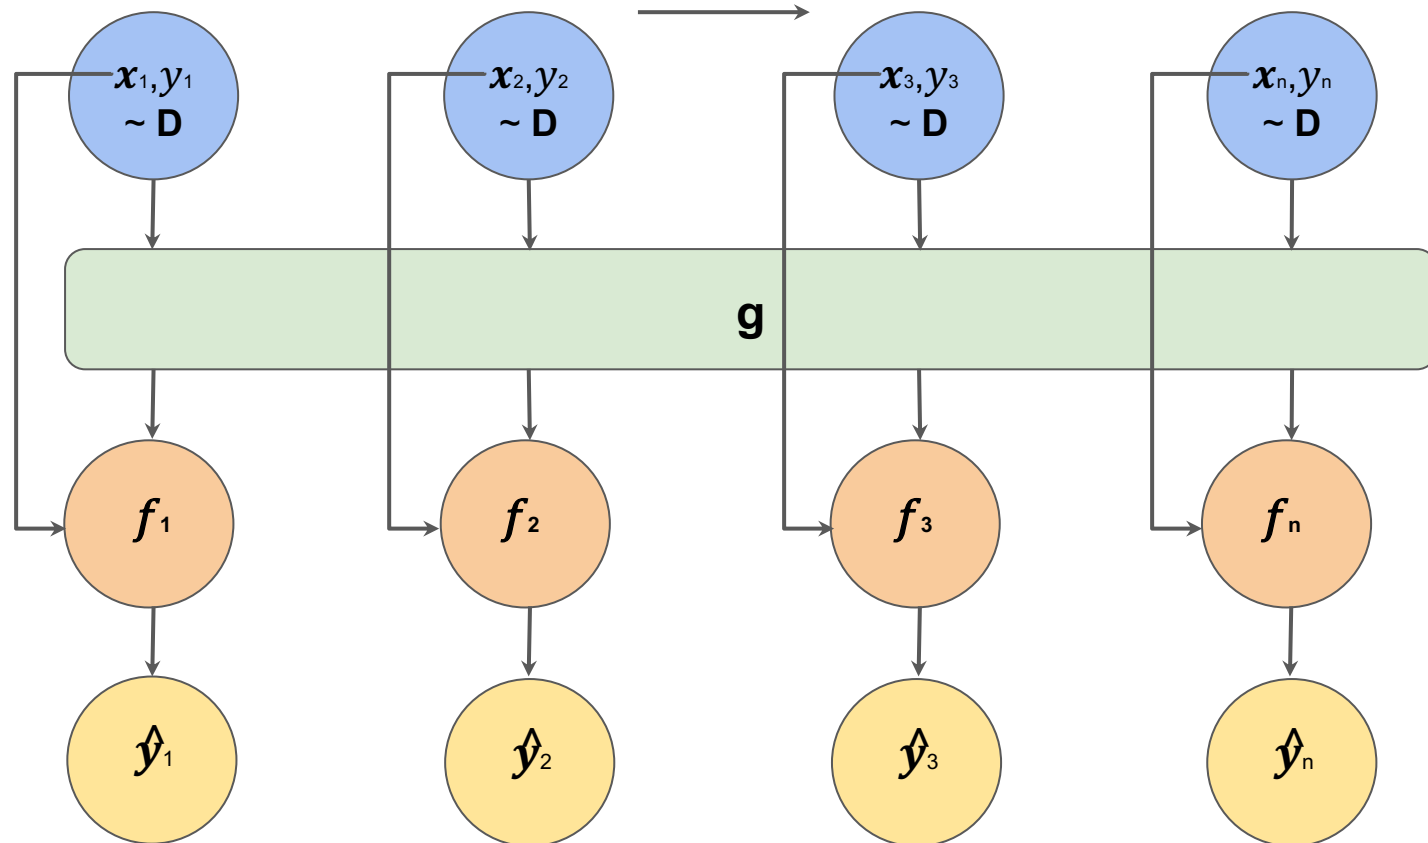 x₁,y₁
~ D
x₂,y₂
~ D
x₃,y₃
~ D
xₙ,yₙ
~ D
g
f₁
f₂
f₃
fₙ
ŷ₁
ŷ₂
ŷ₃
ŷₙ